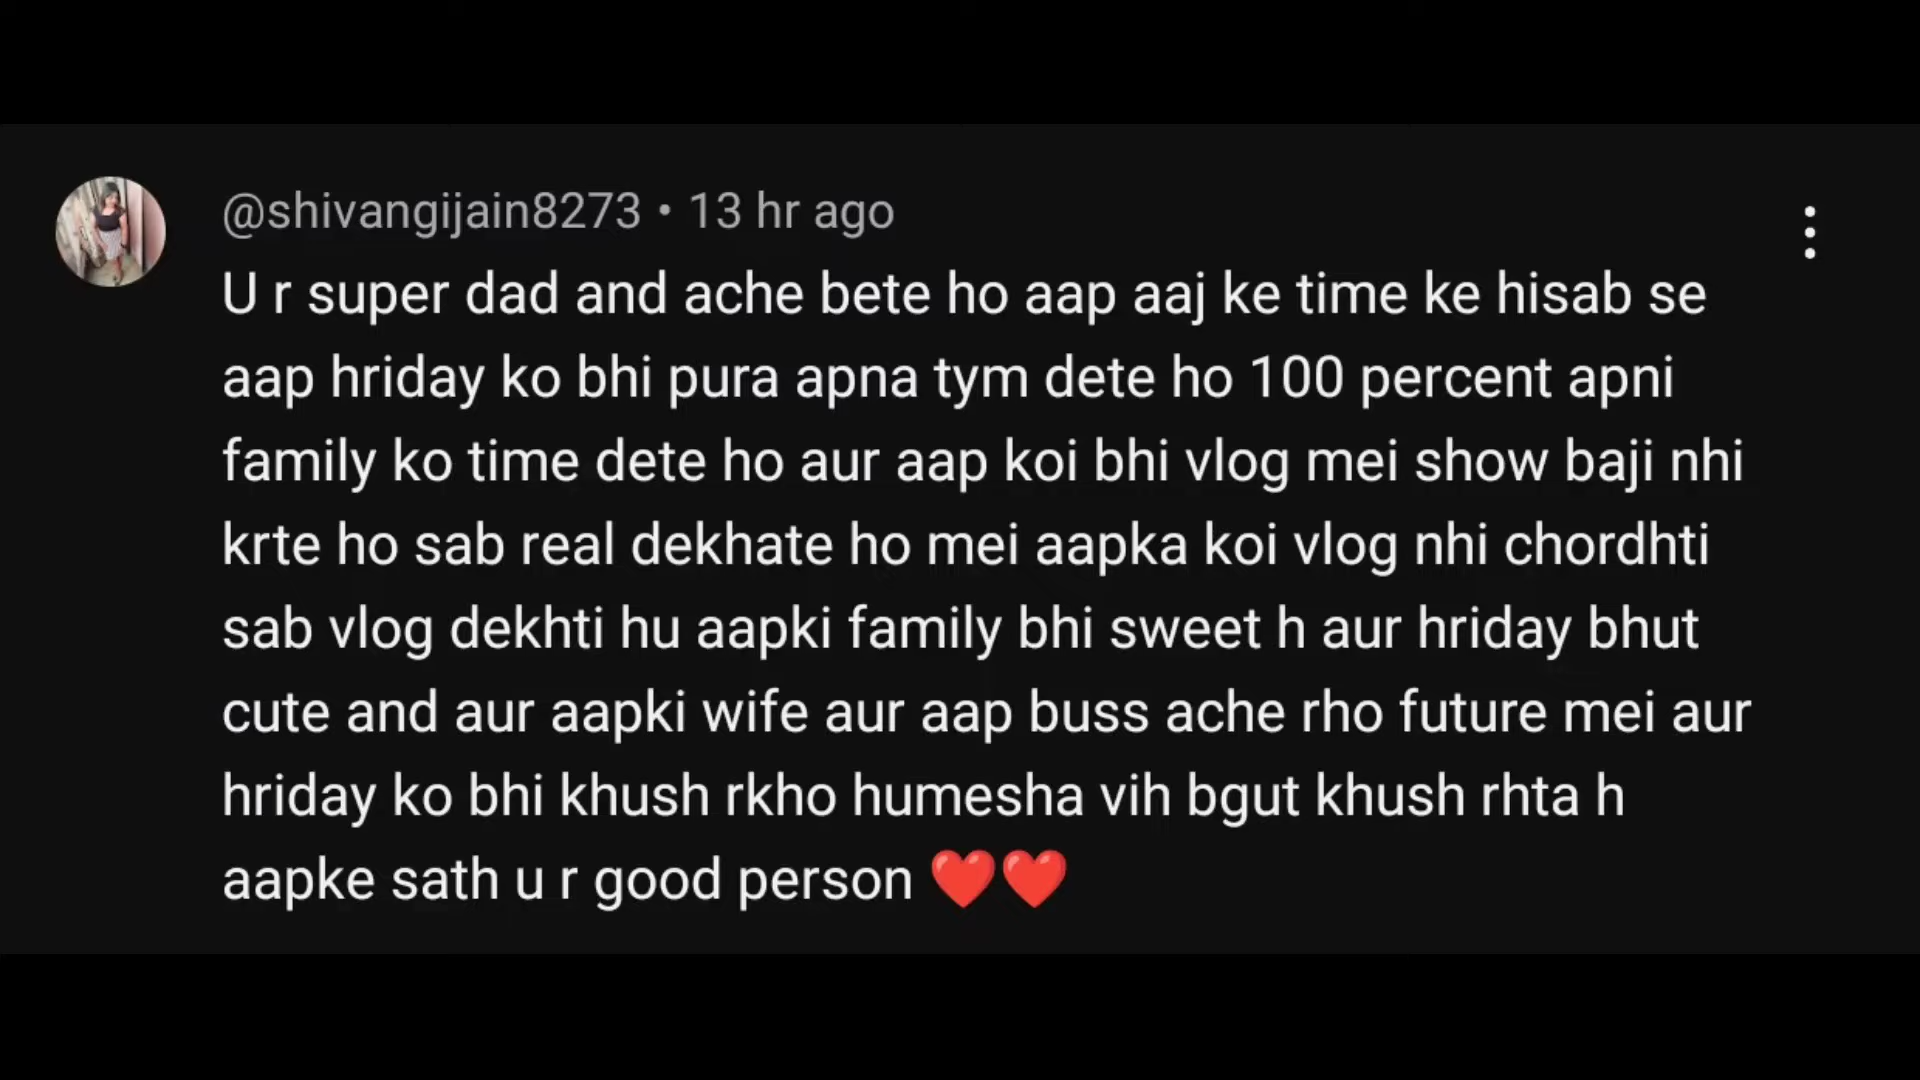 @shivangijain8273 • 13 hr ago
U r super dad and ache bete ho aap aaj ke time ke hisab se
aap hriday ko bhi pura apna tym dete ho 100 percent apni
family ko time dete ho aur aap koi bhi vlog mei show baji nhi
krte ho sab real dekhate ho mei aapka koi vlog nhi chordhti
sab vlog dekhti hu aapki family bhi sweet h aur hriday bhut
cute and aur aapki wife aur aap buss ache rho future mei aur
hriday ko bhi khush rkho humesha vih bgut khush rhta h
aapke sath u r good person ❤️❤️